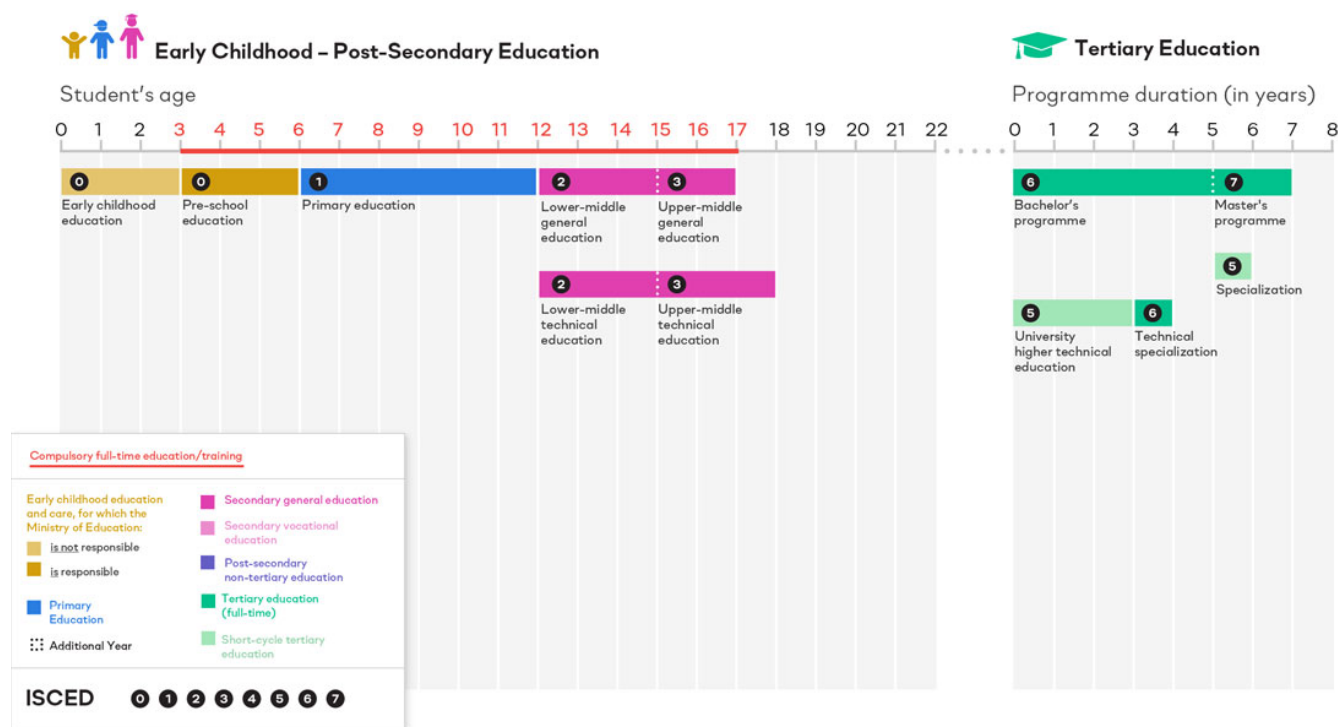 Early Childhood – Post-Secondary Education
Student's age
0 1 2 3 4 5 6 7 8 9 10 11 12 13 14 15 16 17 18 19 20 21 22
0
Early childhood
education
0
Pre-school
education
1
Primary education
2
Lower-middle
general
education
3
Upper-middle
general
education
2
Lower-middle
technical
education
3
Upper-middle
technical
education
Tertiary Education
Programme duration (in years)
0 1 2 3 4 5 6 7 8
6
Bachelor's
programme
7
Master's
programme
5
Specialization
5
University
higher technical
education
6
Technical
specialization
Compulsory full-time education/training
Early childhood education
and care, for which the
Ministry of Education:
is not responsible
is responsible
Primary
Education
Additional Year
Secondary general education
Secondary vocational
education
Post-secondary
non-tertiary education
Tertiary education
(full-time)
Short-cycle tertiary
education
ISCED 0 1 2 3 4 5 6 7